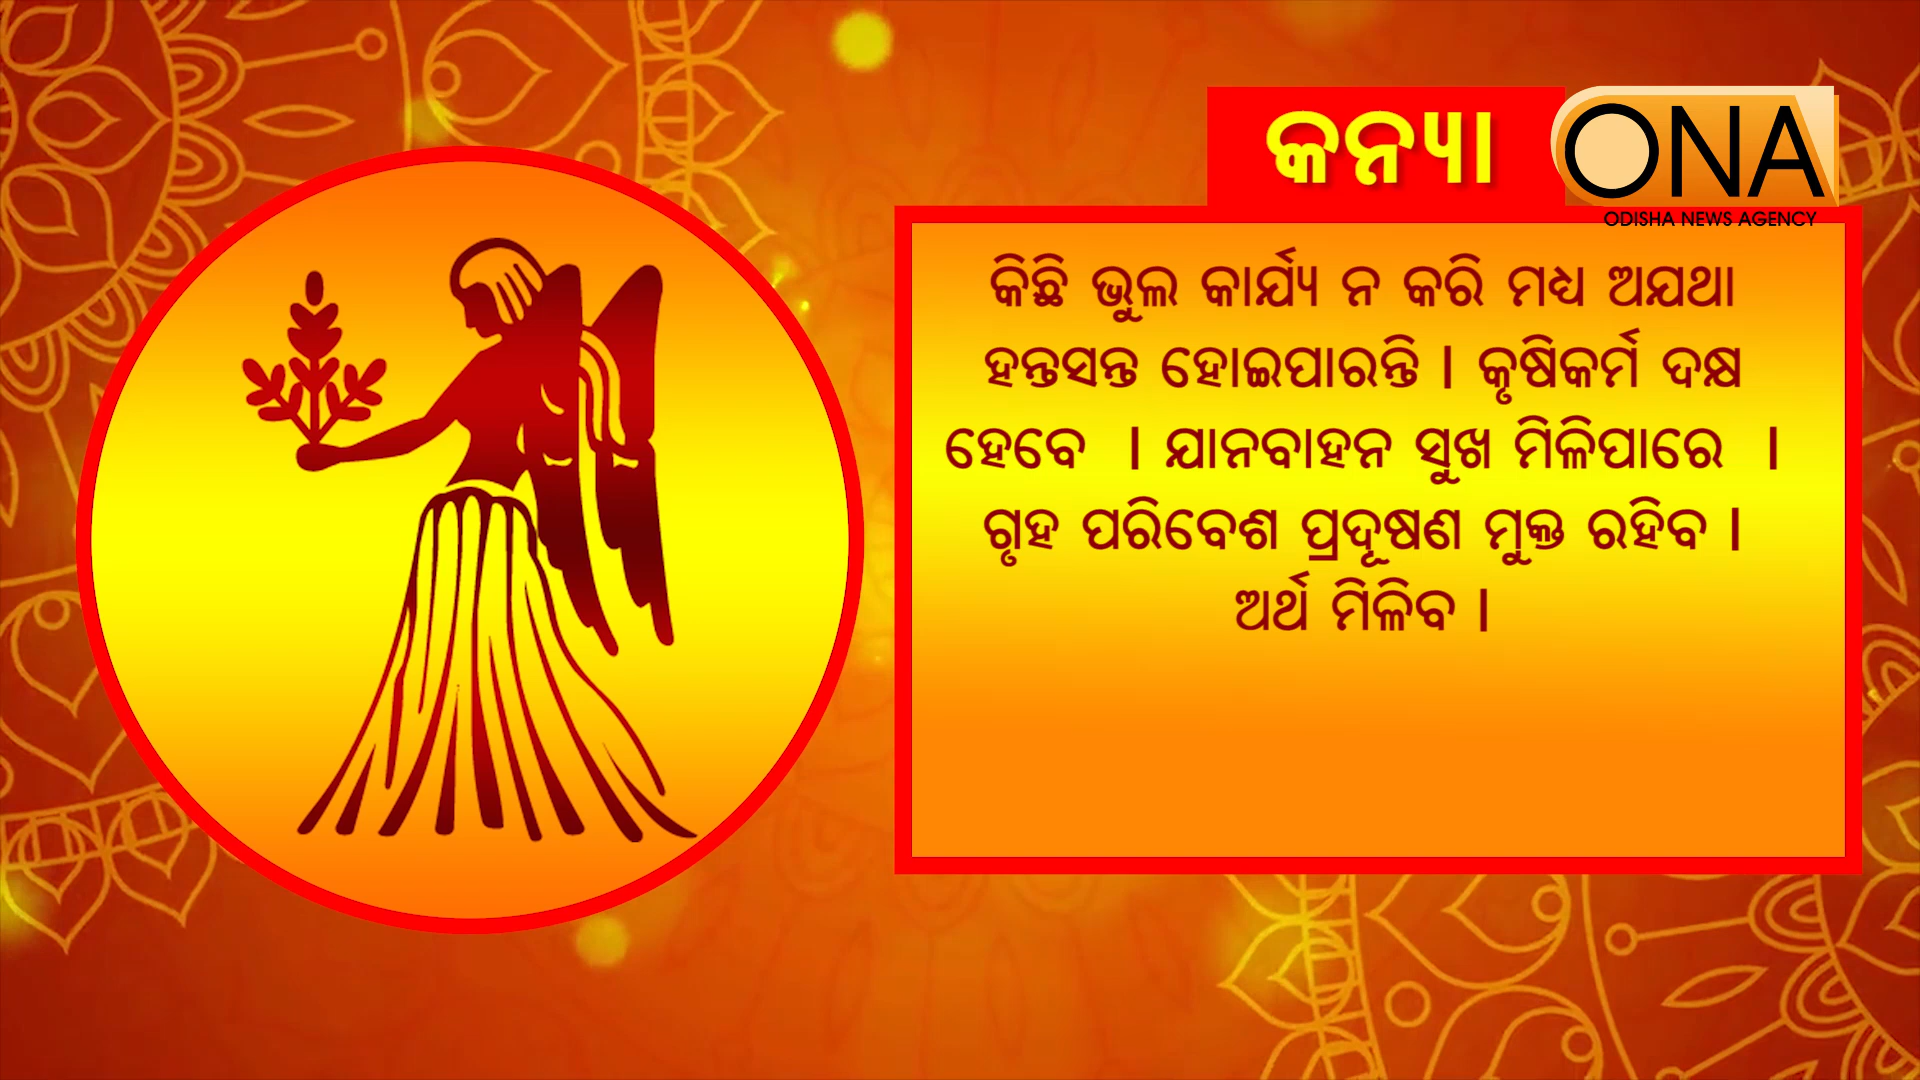 କନ୍ୟା
ONA
ODISHA NEWS AGENCY
କିଛି ଭୁଲ କାର୍ଯ୍ୟ ନ କରି ମଧ୍ୟ ଅଯଥା
ହନ୍ତସନ୍ତ ହୋଇପାରନ୍ତି । କୃଷିକର୍ମ ଦକ୍ଷ
ହେବେ । ଯାନବାହନ ସୁଖ ମିଳିପାରେ ।
ଗୃହ ପରିବେଶ ପ୍ରଦୂଷଣ ମୁକ୍ତ ରହିବ ।
ଅର୍ଥ ମିଳିବ ।